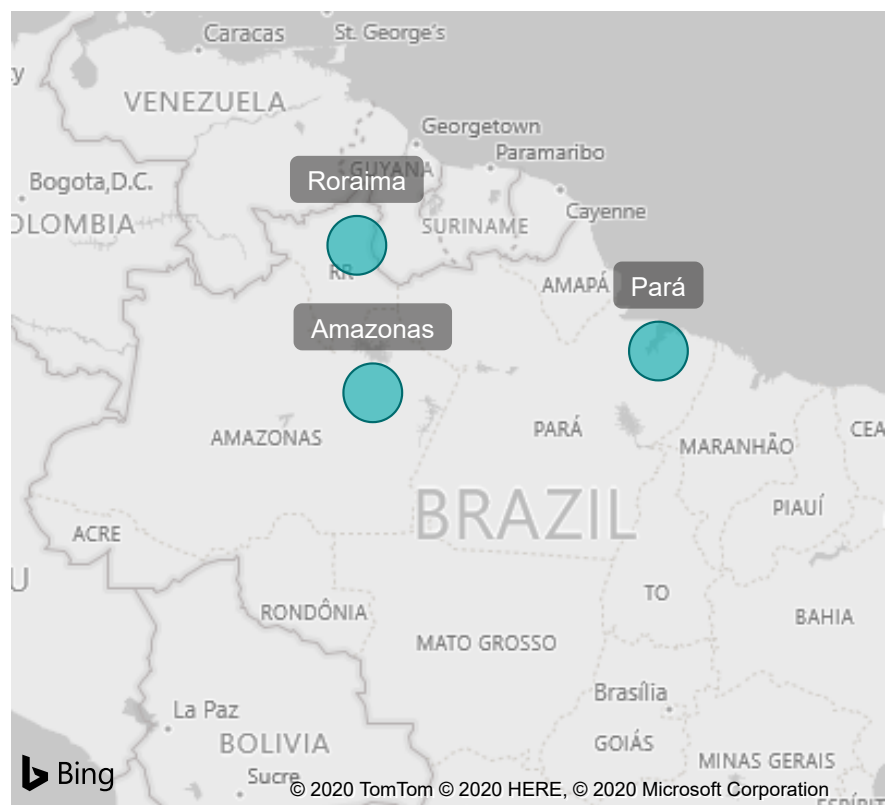 Caracas
St. George's
VENEZUELA
Georgetown
Paramaribo
GUYANA
Roraima
Bogota,D.C.
Cayenne
OLOMBIA
SURINAME
RR
AMAPÁ
Pará
Amazonas
AMAZONAS
PARÁ
MARANHÃO
CEA
BRAZIL
PIAUÍ
ACRE
U
TO
RONDÔNIA
BAHIA
MATO GROSSO
Brasília
La Paz
BOLIVIA
GOIÁS
MINAS GERAIS
Bing
Sucre
© 2020 TomTom © 2020 HERE, © 2020 Microsoft Corporation